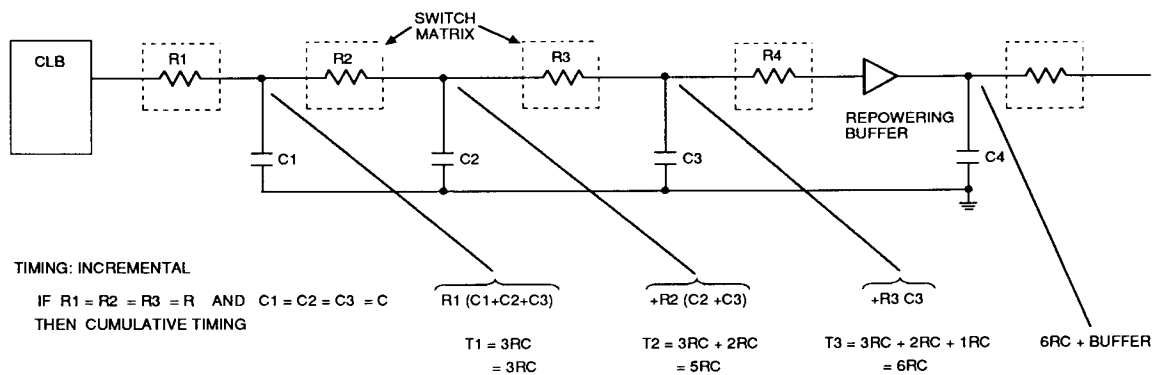 SWITCH
MATRIX
CLB
R1
R2
R3
R4
REPOWERING
BUFFER
C1
C2
C3
C4
TIMING: INCREMENTAL
IF R1 = R2 = R3 = R AND C1 = C2 = C3 = C
THEN CUMULATIVE TIMING
R1 (C1+C2+C3)
+R2 (C2 +C3)
+R3 C3
T1 = 3RC
= 3RC
T2 = 3RC + 2RC
= 5RC
T3 = 3RC + 2RC + 1RC
= 6RC
6RC + BUFFER